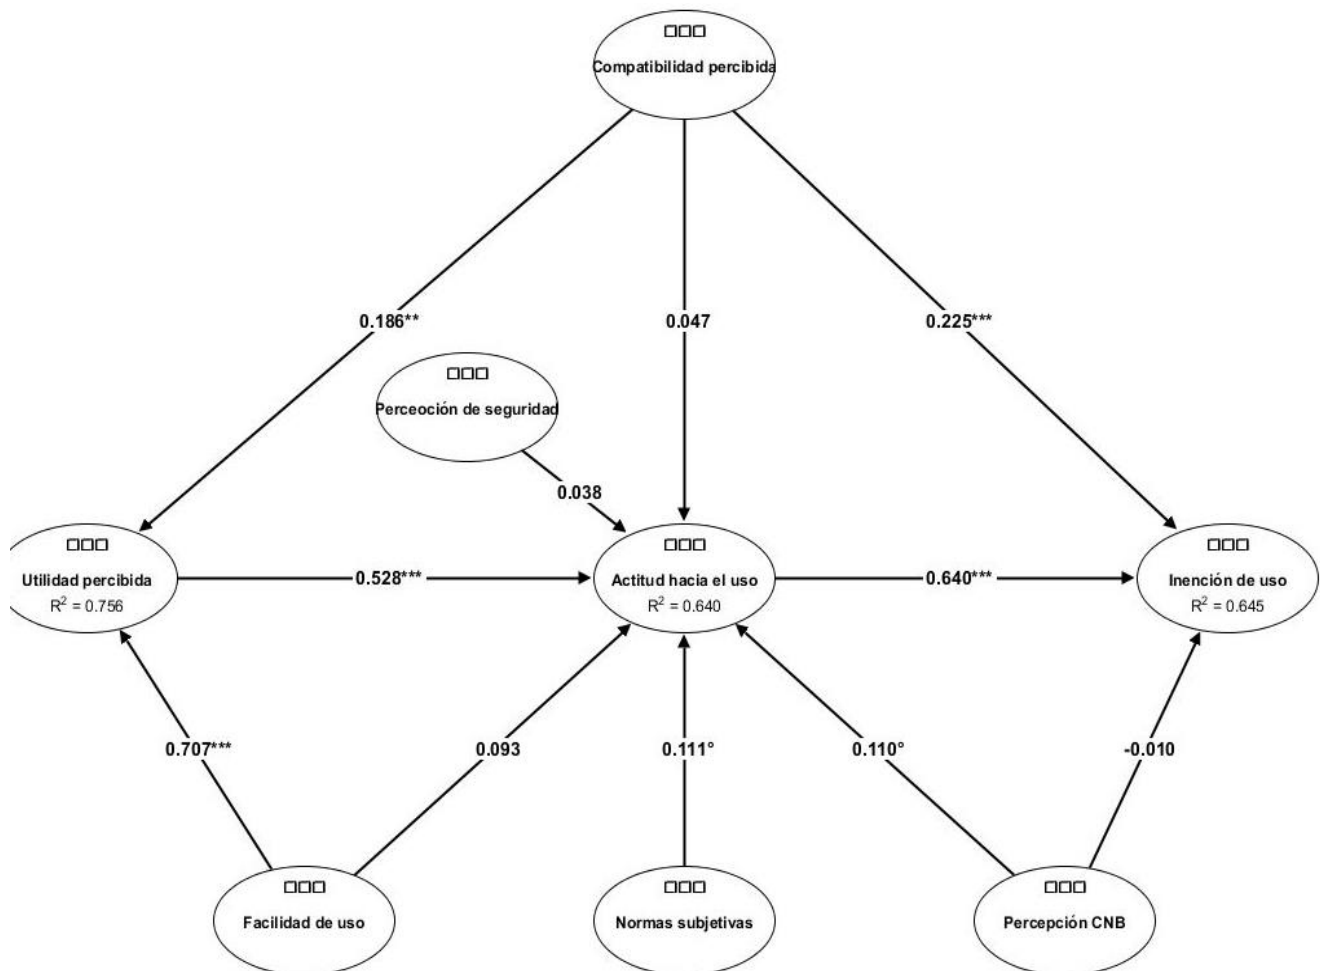 Compatibilidad percibida
0.186**
0.047
0.225***
Perceoción de seguridad
0.038
Utilidad percibida
R² = 0.756
0.528***
Actitud hacia el uso
R² = 0.640
0.640***
Inención de uso
R² = 0.645
0.707***
0.093
0.111°
0.110°
-0.010
Facilidad de uso
Normas subjetivas
Percepción CNB